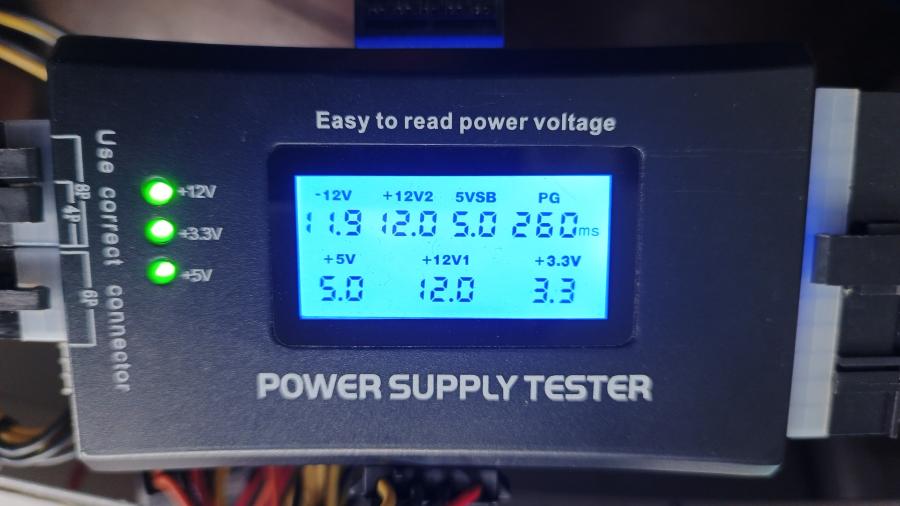 Easy to read power voltage
Use correct connector
8P
4P
6P
+12V
+3.3V
+5V
-12V +12V2 5VSB PG
11.9 12.0 5.0 260ms
+5V +12V1 +3.3V
5.0 12.0 3.3
POWER SUPPLY TESTER